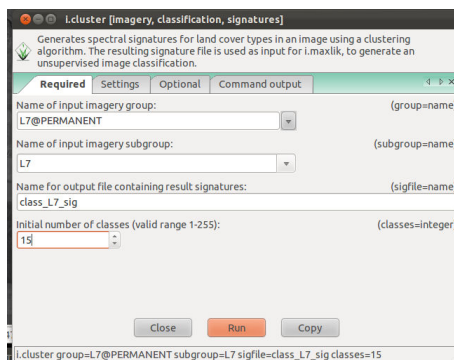 i.cluster [imagery, classification, signatures]
Generates spectral signatures for land cover types in an image using a clustering
algorithm. The resulting signature file is used as input for i.maxlik, to generate an
unsupervised image classification.
Required Settings Optional Command output
Name of input imagery group: (group=name
L7@PERMANENT
Name of input imagery subgroup: (subgroup=name
L7
Name for output file containing result signatures: (sigfile=name
class_L7_sig
Initial number of classes (valid range 1-255): (classes=integer
15
Close Run Copy
i.cluster group=L7@PERMANENT subgroup=L7 sigfile=class_L7_sig classes=15